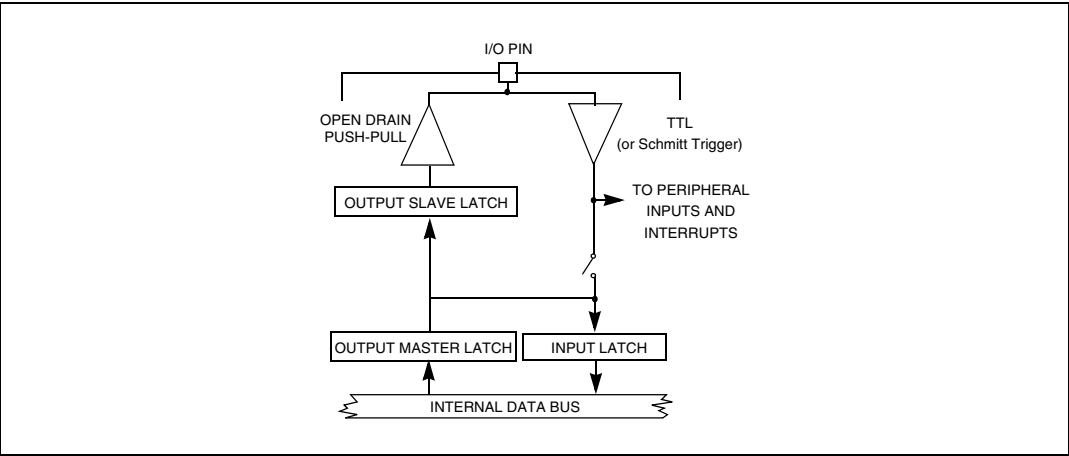 I/O PIN
OPEN DRAIN
PUSH-PULL
TTL
(or Schmitt Trigger)
OUTPUT SLAVE LATCH
TO PERIPHERAL
INPUTS AND
INTERRUPTS
OUTPUT MASTER LATCH
INPUT LATCH
INTERNAL DATA BUS